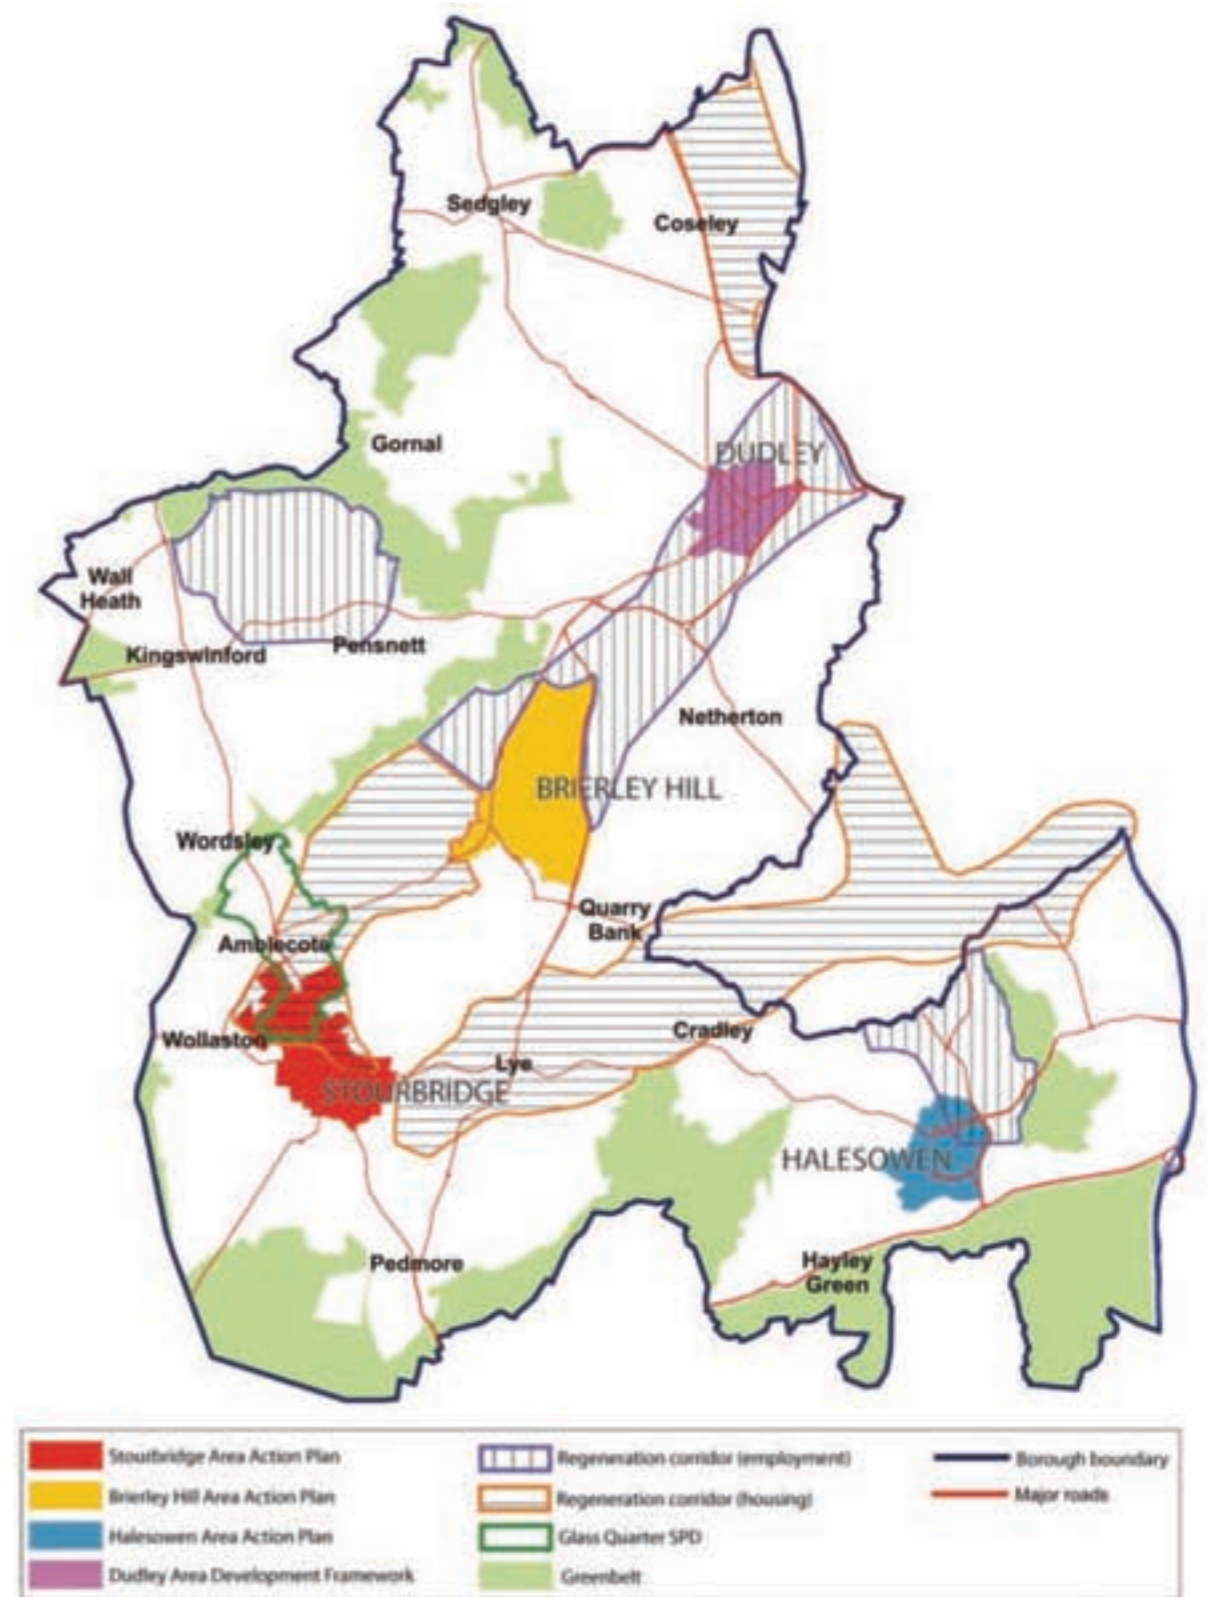 Sedgley
Coseley
Gornal
DUDLEY
Wall
Heath
Kingswinford
Pensnett
Netherton
BRIERLEY HILL
Wordsley
Quarry
Bank
Amblecote
Wollaston
Cradley
Lye
STOURBRIDGE
HALESOWEN
Pedmore
Hayley
Green
Stourbridge Area Action Plan
Brierley Hill Area Action Plan
Halesowen Area Action Plan
Dudley Area Development Framework
Regeneration corridor (employment)
Regeneration corridor (housing)
Glass Quarter SPD
Greenbelt
Borough boundary
Major roads